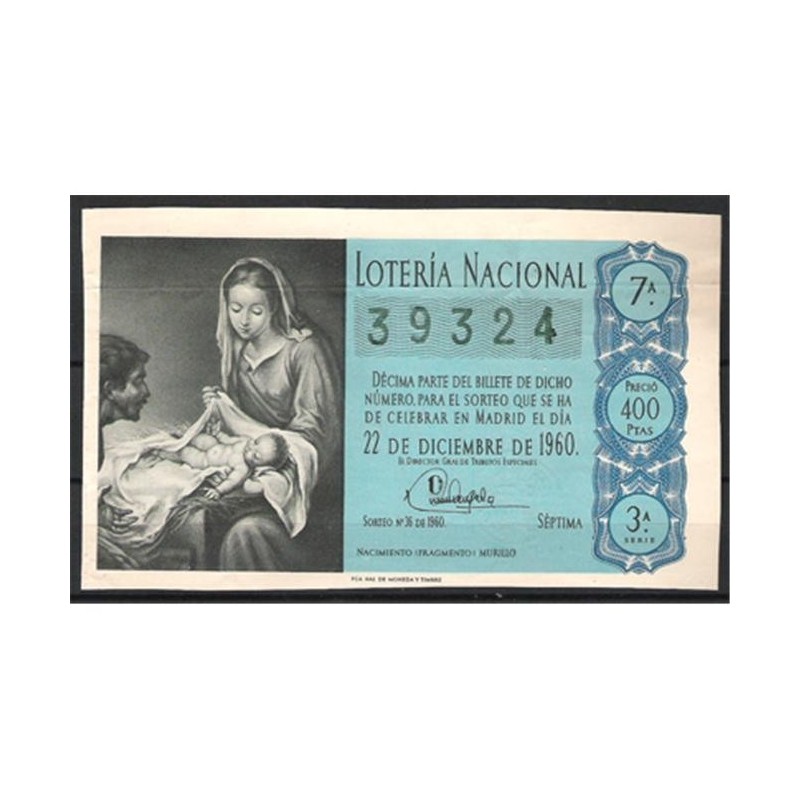 LOTERÍA NACIONAL
39324
DÉCIMA PARTE DEL BILLETE DE DICHO
NÚMERO, PARA EL SORTEO QUE SE HA
DE CELEBRAR EN MADRID EL DÍA
22 DE DICIEMBRE DE 1960.
EL DIRECTOR GRAL DE TRIBUTOS ESPECIALES
SORTEO Nº 36 DE 1960. SÉPTIMA
NACIMIENTO (FRAGMENTO) MURILLO
7ª.
PRECIO
400
PTAS
3ª.
SERIE
FCA. NAL. DE MONEDA Y TIMBRE